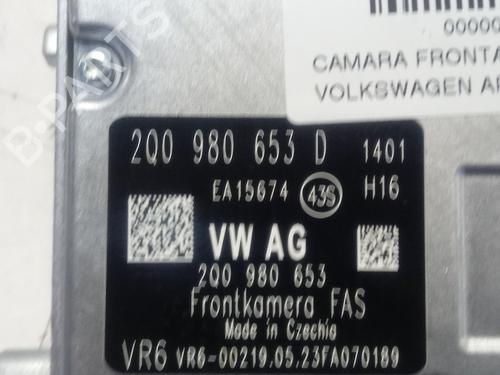 00000
CAMARA FRONTA
VOLKSWAGEN AR
2Q0 980 653 D 1401
EA15674 43S H16
VW AG
2Q0 980 653
Frontkamera FAS
Made in Czechia
VR6 VR6-00219.05.23FA070189
B-PARTS